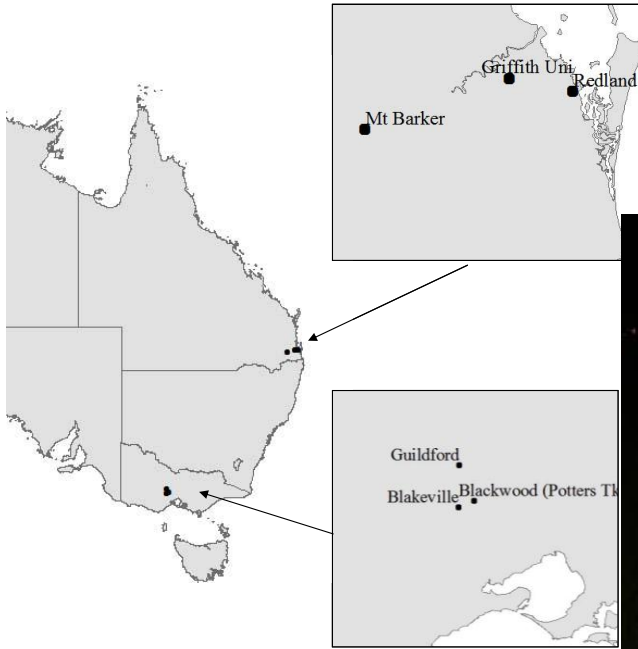 Griffith Uni
Redland
Mt Barker
Guildford
Blackwood (Potters Tk
Blakeville